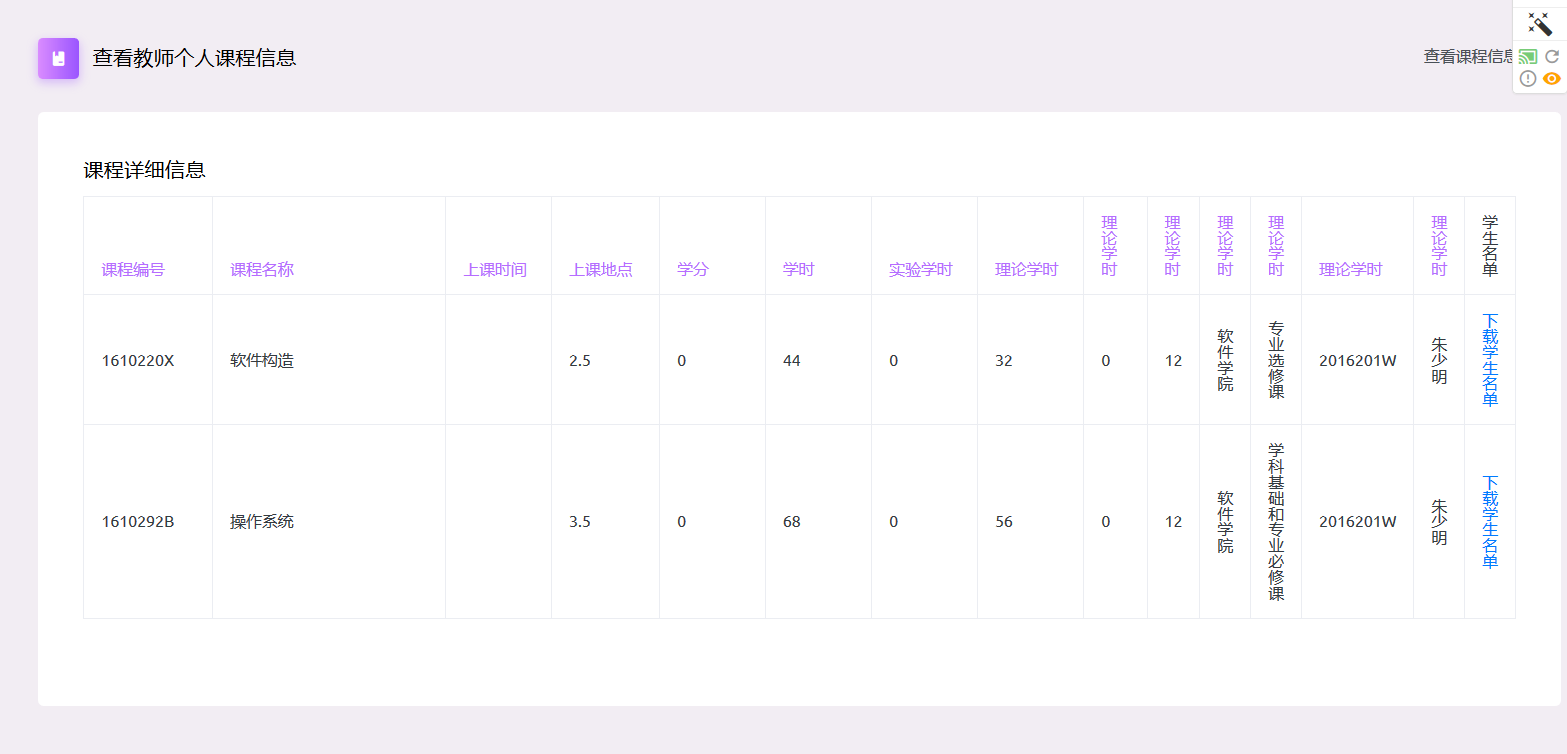 查看教师个人课程信息
查看课程信息
课程详细信息
课程编号 课程名称 上课时间 上课地点 学分 学时 实验学时 理论学时 理论学时 理论学时 理论学时 理论学时 理论学时 理论学时 学生名单
1610220X 软件构造 2.5 0 44 0 32 0 12 软件学院 专业选修课 2016201W 朱少明 下载学生名单
1610292B 操作系统 3.5 0 68 0 56 0 12 软件学院 学科基础和专业必修课 2016201W 朱少明 下载学生名单